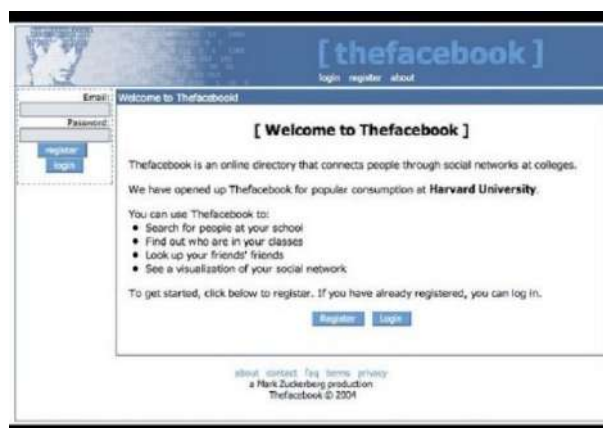 [ thefacebook ]
login register about
Email:
Password:
register
login
Welcome to Thefacebook!
[ Welcome to Thefacebook ]
Thefacebook is an online directory that connects people through social networks at colleges.
We have opened up Thefacebook for popular consumption at Harvard University.
You can use Thefacebook to:
• Search for people at your school
• Find out who are in your classes
• Look up your friends' friends
• See a visualization of your social network
To get started, click below to register. If you have already registered, you can log in.
Register Login
about contact faq terms privacy
a Mark Zuckerberg production
Thefacebook © 2004